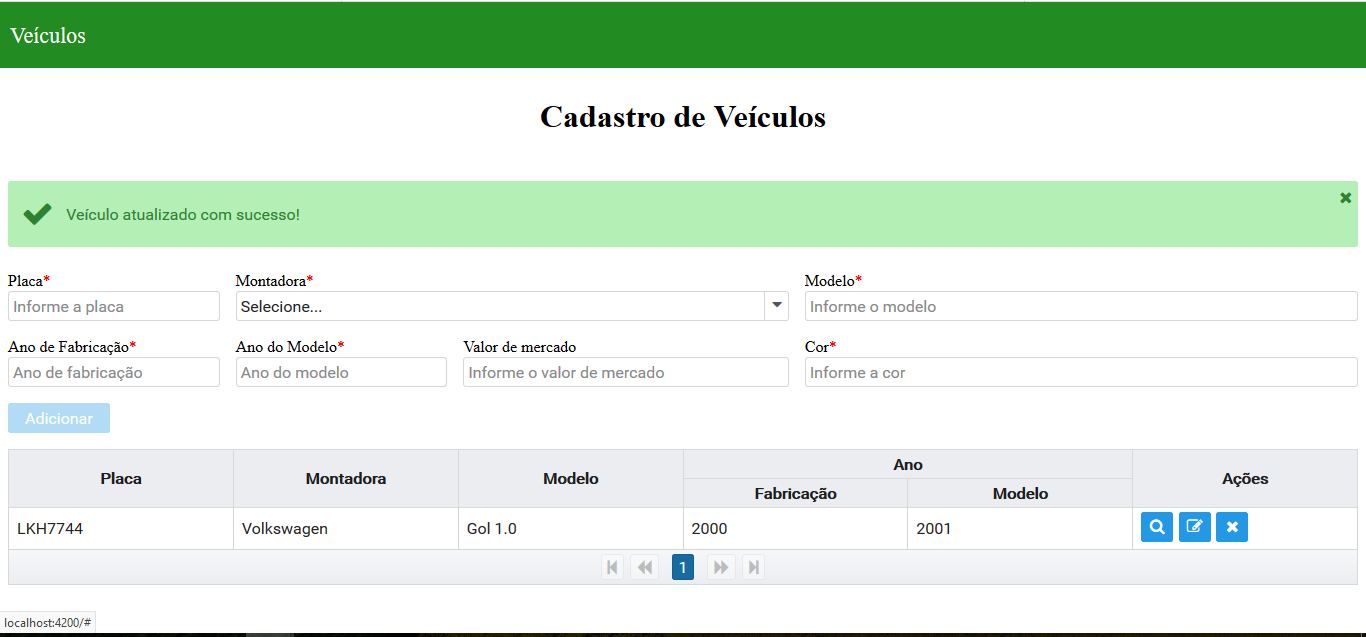 Veículos
Cadastro de Veículos
Veículo atualizado com sucesso!
Placa* Montadora* Modelo*
Informe a placa Selecione... Informe o modelo
Ano de Fabricação* Ano do Modelo* Valor de mercado Cor*
Ano de fabricação Ano do modelo Informe o valor de mercado Informe a cor
Adicionar
Placa Montadora Modelo Ano Ações
Fabricação Modelo
LKH7744 Volkswagen Gol 1.0 2000 2001
1
localhost:4200/#